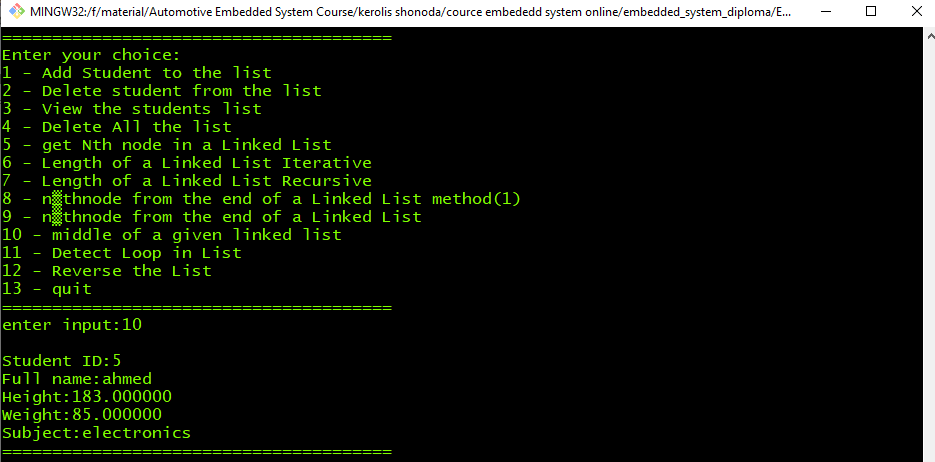 MINGW32:/f/material/Automotive Embedded System Course/kerolis shonoda/cource embededd system online/embedded_system_diploma/E...
=======================================
Enter your choice:
1 - Add Student to the list
2 - Delete student from the list
3 - View the students list
4 - Delete All the list
5 - get Nth node in a Linked List
6 - Length of a Linked List Iterative
7 - Length of a Linked List Recursive
8 - n▒thnode from the end of a Linked List method(1)
9 - n▒thnode from the end of a Linked List
10 - middle of a given linked list
11 - Detect Loop in List
12 - Reverse the List
13 - quit
=======================================
enter input:10
Student ID:5
Full name:ahmed
Height:183.000000
Weight:85.000000
Subject:electronics
=======================================